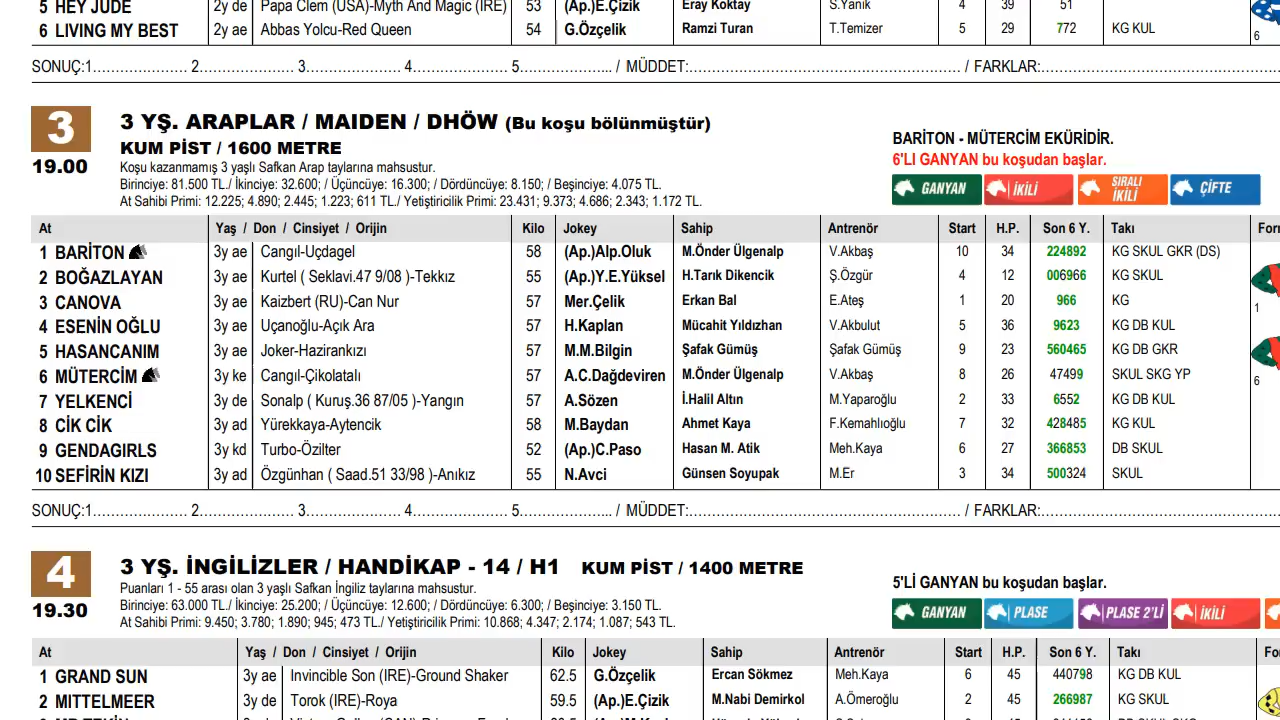 5 HEY JUDE 2y de Papa Clem (USA)-Myth And Magic (IRE) 53 (Ap.)E.Çizik Eray Koktay S.Yanık 4 39 51
6 LIVING MY BEST 2y ae Abbas Yolcu-Red Queen 54 G.Özçelik Ramzi Turan T.Temizer 5 29 772 KG KUL 6
SONUÇ:1..................... 2..................... 3..................... 4..................... 5..................... / MÜDDET:............................................................ / FARKLAR:.....................................................
3 3 YŞ. ARAPLAR / MAIDEN / DHÖW (Bu koşu bölünmüştür)
KUM PİST / 1600 METRE
19.00
Koşu kazanmamış 3 yaşlı Safkan Arap taylarına mahsustur.
Birinciye: 81.500 TL./ İkinciye: 32.600; / Üçüncüye: 16.300; / Dördüncüye: 8.150; / Beşinciye: 4.075 TL.
At Sahibi Primi: 12.225; 4.890; 2.445; 1.223; 611 TL./ Yetiştiricilik Primi: 23.431; 9.373; 4.686; 2.343; 1.172 TL.
BARİTON - MÜTERCİM EKÜRİDİR.
6'LI GANYAN bu koşudan başlar.
GANYAN İKİLİ SIRALI İKİLİ ÇİFTE
At Yaş / Don / Cinsiyet / Orijin Kilo Jokey Sahip Antrenör Start H.P. Son 6 Y. Takı Forr
1 BARİTON 3y ae Cangıl-Uçdagel 58 (Ap.)Alp.Oluk M.Önder Ülgenalp V.Akbaş 10 34 224892 KG SKUL GKR (DS)
2 BOĞAZLAYAN 3y ae Kurtel ( Seklavi.47 9/08 )-Tekkız 55 (Ap.)Y.E.Yüksel H.Tarık Dikencik Ş.Özgür 4 12 006966 KG SKUL
3 CANOVA 3y ae Kaizbert (RU)-Can Nur 57 Mer.Çelik Erkan Bal E.Ateş 1 20 966 KG 1
4 ESENİN OĞLU 3y ae Uçanoğlu-Açık Ara 57 H.Kaplan Mücahit Yıldızhan V.Akbulut 5 36 9623 KG DB KUL
5 HASANCANIM 3y ae Joker-Hazirankızı 57 M.M.Bilgin Şafak Gümüş Şafak Gümüş 9 23 560465 KG DB GKR
6 MÜTERCİM 3y ke Cangıl-Çikolatalı 57 A.C.Dağdeviren M.Önder Ülgenalp V.Akbaş 8 26 47499 SKUL SKG YP 6
7 YELKENCİ 3y de Sonalp ( Kuruş.36 87/05 )-Yangın 57 A.Sözen İ.Halil Altın M.Yaparoğlu 2 33 6552 KG DB KUL
8 CİK CİK 3y ad Yürekkaya-Aytencik 58 M.Baydan Ahmet Kaya F.Kemahlıoğlu 7 32 428485 KG KUL
9 GENDAGIRLS 3y kd Turbo-Özilter 52 (Ap.)C.Paso Hasan M. Atik Meh.Kaya 6 27 366853 DB SKUL
10 SEFİRİN KIZI 3y ad Özgünhan ( Saad.51 33/98 )-Anıkız 55 N.Avci Günsen Soyupak M.Er 3 34 500324 SKUL
SONUÇ:1..................... 2..................... 3..................... 4..................... 5..................... / MÜDDET:............................................................ / FARKLAR:.....................................................
4 3 YŞ. İNGİLİZLER / HANDİKAP - 14 / H1 KUM PİST / 1400 METRE
19.30
Puanları 1 - 55 arası olan 3 yaşlı Safkan İngiliz taylarına mahsustur.
Birinciye: 63.000 TL./ İkinciye: 25.200; / Üçüncüye: 12.600; / Dördüncüye: 6.300; / Beşinciye: 3.150 TL.
At Sahibi Primi: 9.450; 3.780; 1.890; 945; 473 TL./ Yetiştiricilik Primi: 10.868; 4.347; 2.174; 1.087; 543 TL.
5'Lİ GANYAN bu koşudan başlar.
GANYAN PLASE PLASE 2'Lİ İKİLİ
At Yaş / Don / Cinsiyet / Orijin Kilo Jokey Sahip Antrenör Start H.P. Son 6 Y. Takı For
1 GRAND SUN 3y ae Invincible Son (IRE)-Ground Shaker 62.5 G.Özçelik Ercan Sökmez Meh.Kaya 6 45 440798 KG DB KUL
2 MITTELMEER 3y de Torok (IRE)-Roya 59.5 (Ap.)E.Çizik M.Nabi Demirkol A.Ömeroğlu 2 45 266987 KG SKUL